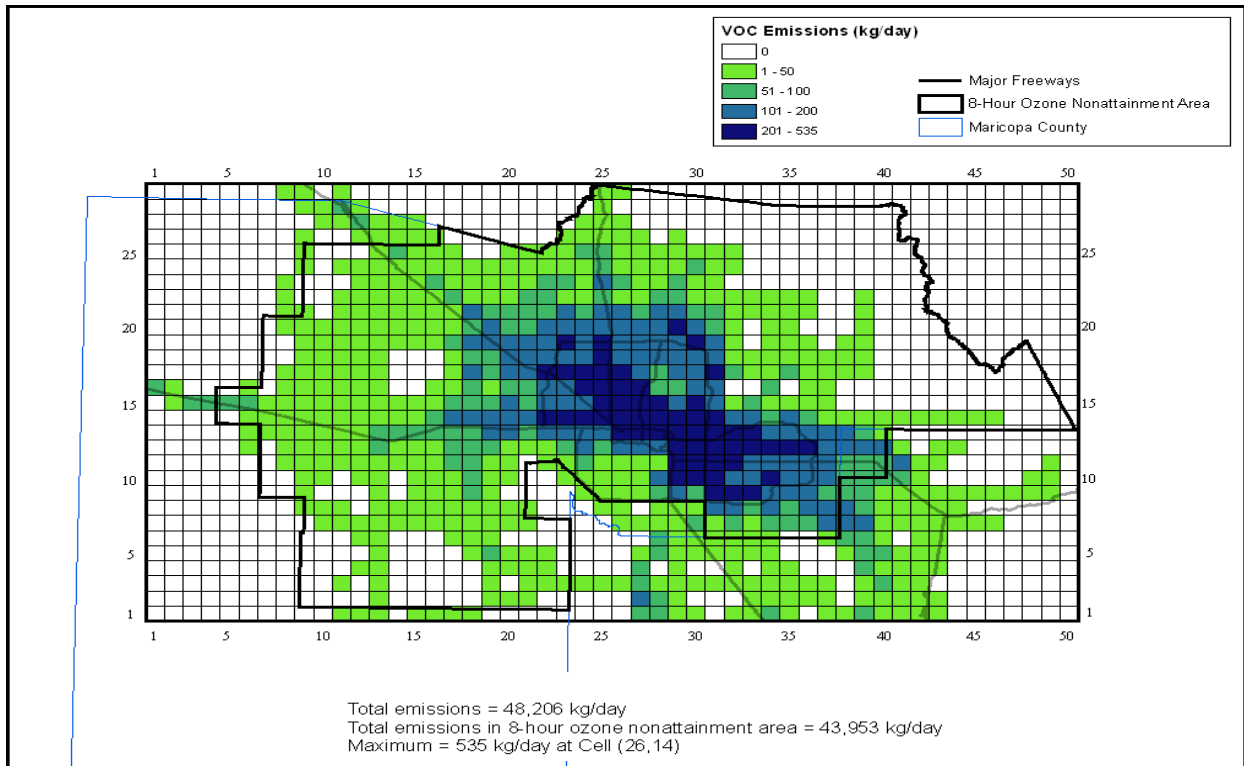 VOC Emissions (kg/day)
0
1 - 50
51 - 100
101 - 200
201 - 535
Major Freeways
8-Hour Ozone Nonattainment Area
Maricopa County
1 5 10 15 20 25 30 35 40 45 50
25 25
20 20
15 15
10 10
5 5
1 1
1 5 10 15 20 25 30 35 40 45 50
Total emissions = 48,206 kg/day
Total emissions in 8-hour ozone nonattainment area = 43,953 kg/day
Maximum = 535 kg/day at Cell (26,14)